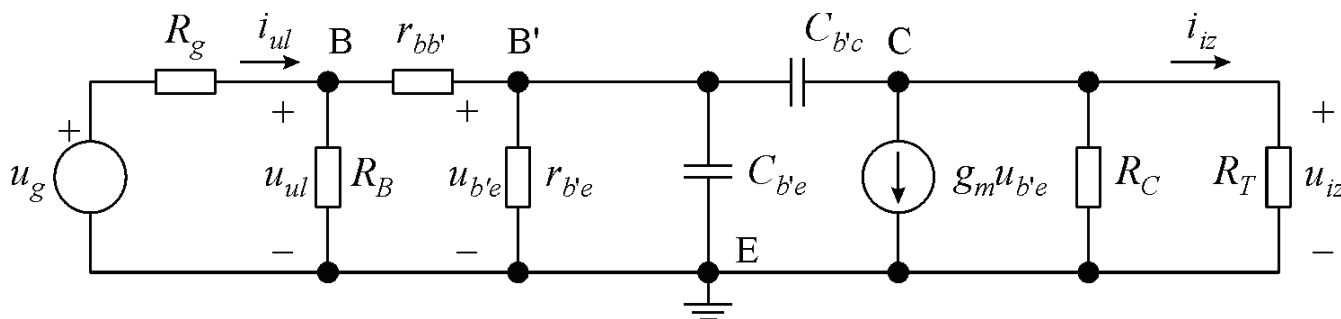 R_g i_ul B r_bb' B' C_b'c C i_iz
+ + + +
u_g u_ul R_B u_b'e r_b'e C_b'e g_m u_b'e R_C R_T u_iz
− − E −